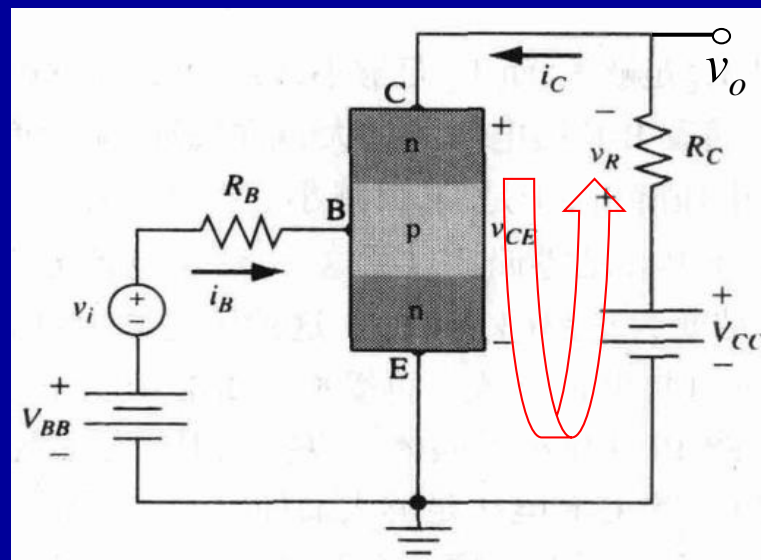 v_o
i_C
C
+
−
n
R_C
v_R
R_B
B
+
p
v_CE
i_B
+
−
v_i
n
+
V_CC
−
−
E
+
V_BB
−